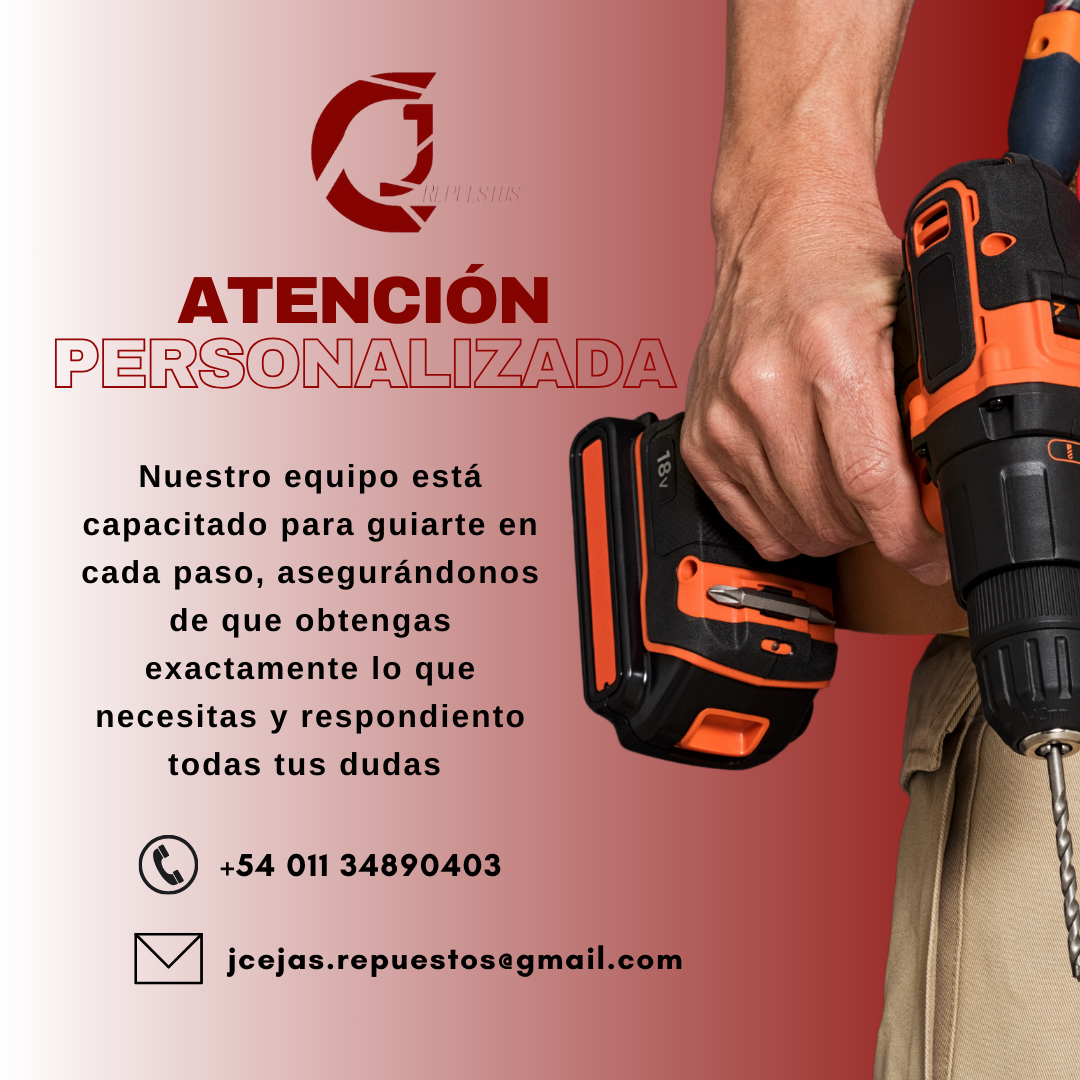 J
REPUESTOS
ATENCIÓN
PERSONALIZADA
Nuestro equipo está
capacitado para guiarte en
cada paso, asegurándonos
de que obtengas
exactamente lo que
necesitas y respondiento
todas tus dudas
+54 011 34890403
jcejas.repuestos@gmail.com
18v